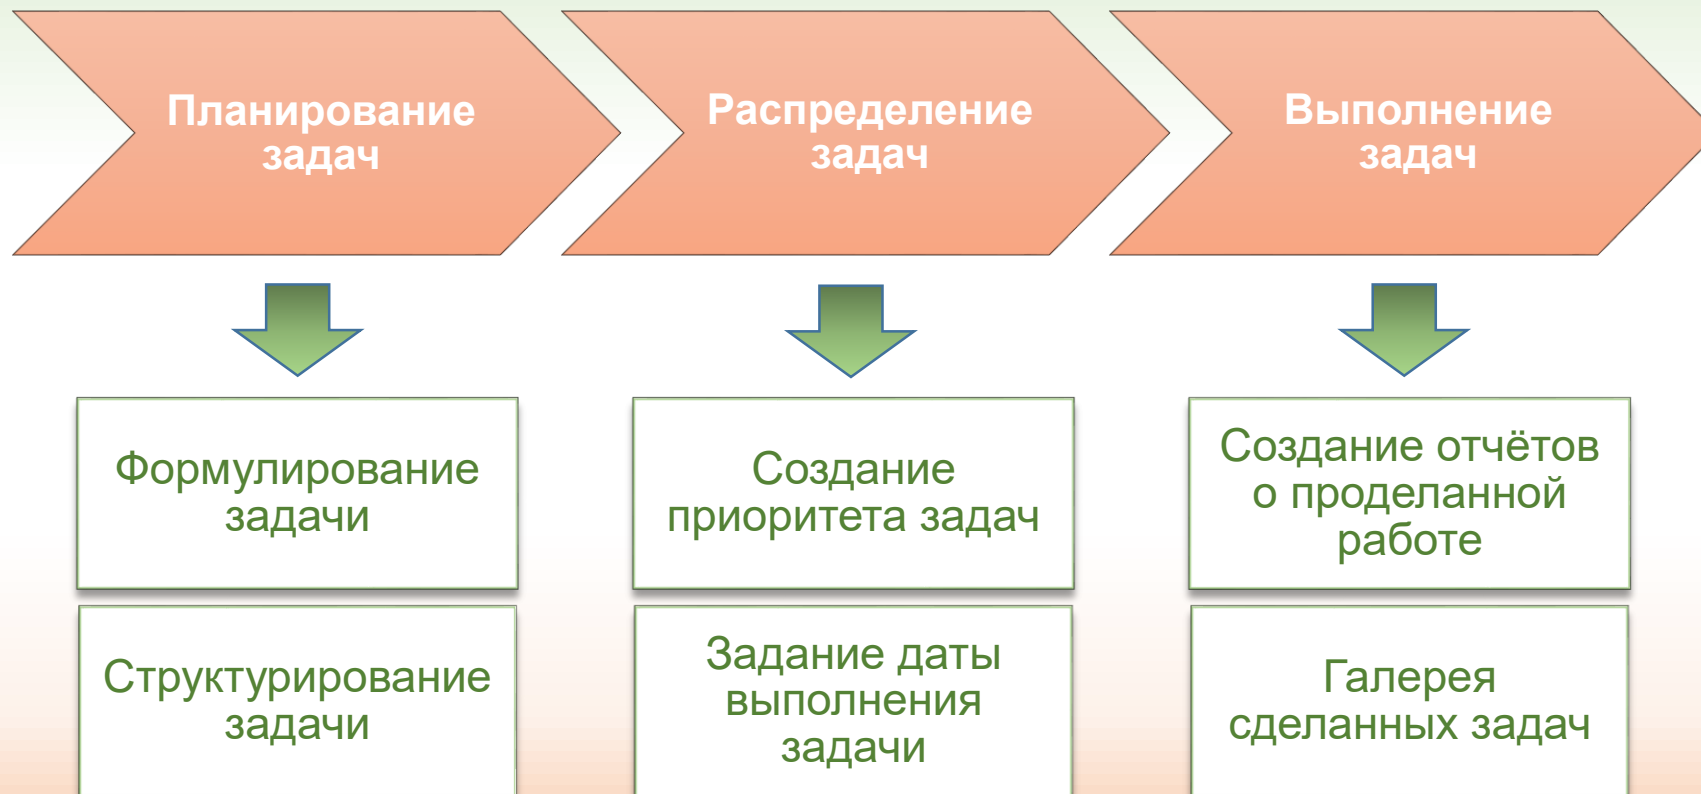 Планирование
задач
Распределение
задач
Выполнение
задач
Формулирование
задачи
Создание
приоритета задач
Создание отчётов
о проделанной
работе
Структурирование
задачи
Задание даты
выполнения
задачи
Галерея
сделанных задач